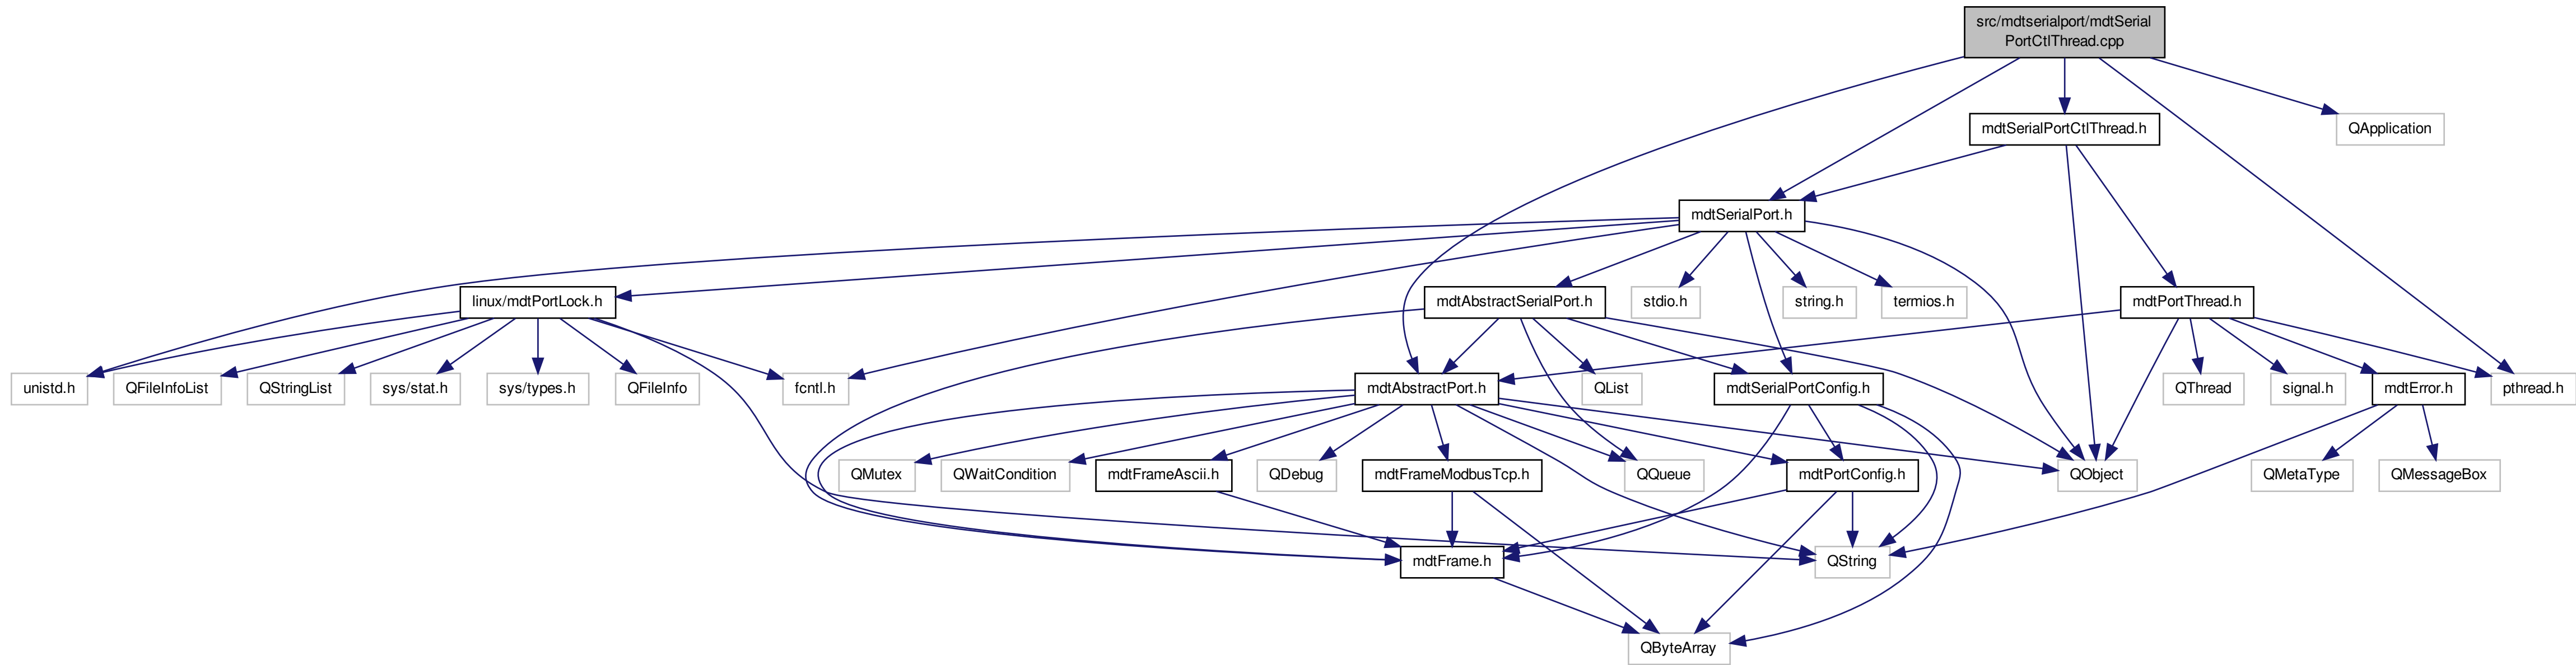 src/mdtserialport/mdtSerial
PortCtlThread.cpp
mdtSerialPortCtlThread.h
QApplication
mdtSerialPort.h
linux/mdtPortLock.h
mdtAbstractSerialPort.h
stdio.h
string.h
termios.h
mdtPortThread.h
unistd.h
QFileInfoList
QStringList
sys/stat.h
sys/types.h
QFileInfo
fcntl.h
mdtAbstractPort.h
QList
mdtSerialPortConfig.h
QThread
signal.h
mdtError.h
pthread.h
QMutex
QWaitCondition
mdtFrameAscii.h
QDebug
mdtFrameModbusTcp.h
QQueue
mdtPortConfig.h
QObject
QMetaType
QMessageBox
mdtFrame.h
QString
QByteArray